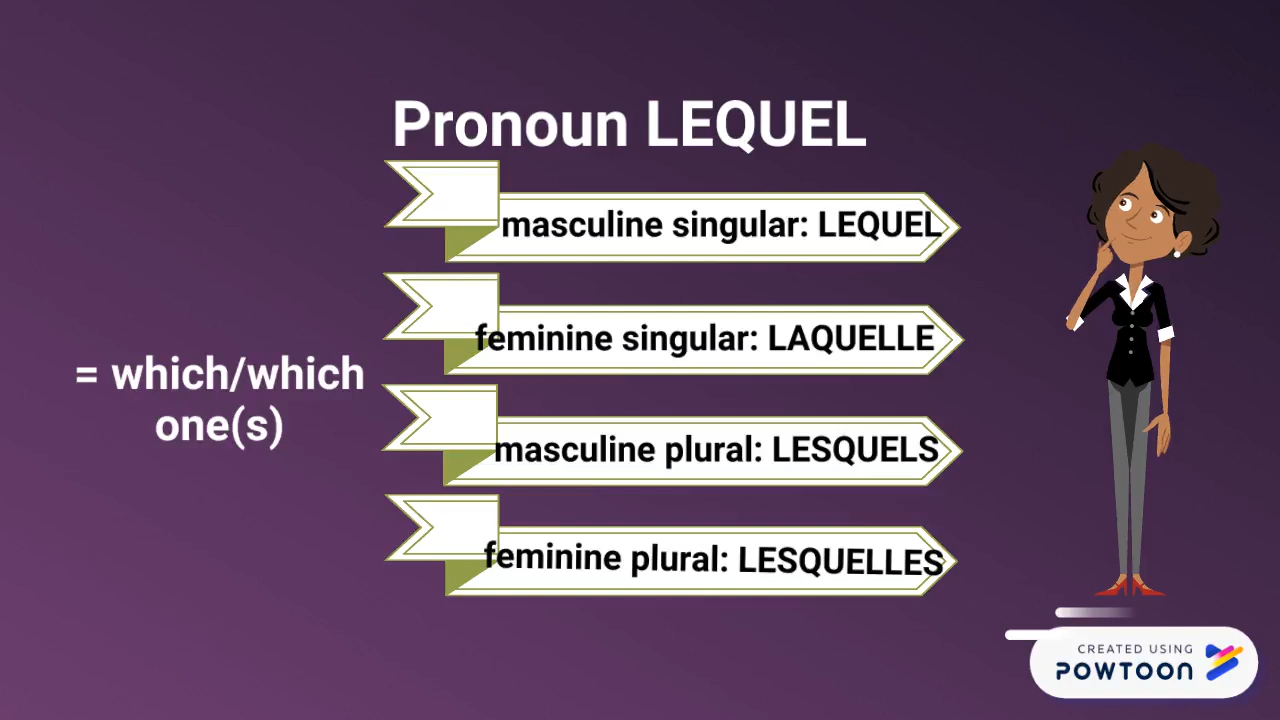 Pronoun LEQUEL
masculine singular: LEQUEL
feminine singular: LAQUELLE
= which/which
one(s)
masculine plural: LESQUELS
feminine plural: LESQUELLES
CREATED USING
POWTOON